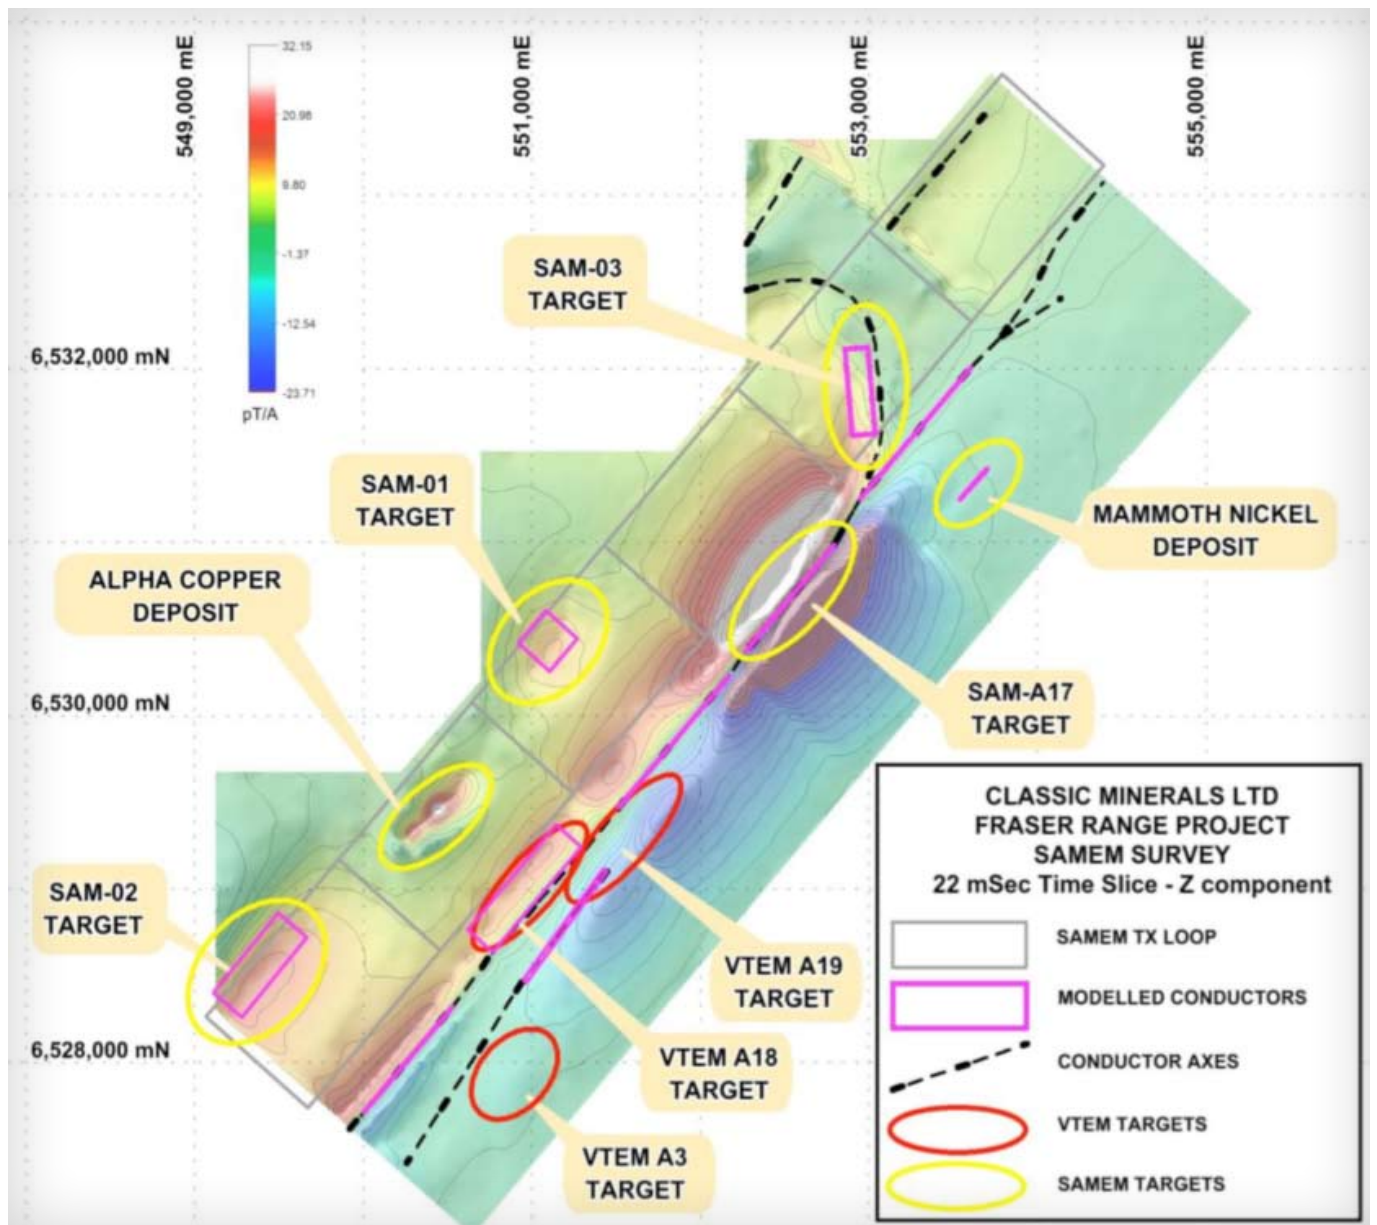 549,000 mE
551,000 mE
553,000 mE
555,000 mE
32.15
20.98
9.80
-1.37
-12.54
-23.71
pT/A
6,532,000 mN
6,530,000 mN
6,528,000 mN
SAM-03
TARGET
SAM-01
TARGET
ALPHA COPPER
DEPOSIT
SAM-02
TARGET
MAMMOTH NICKEL
DEPOSIT
SAM-A17
TARGET
VTEM A19
TARGET
VTEM A18
TARGET
VTEM A3
TARGET
CLASSIC MINERALS LTD
FRASER RANGE PROJECT
SAMEM SURVEY
22 mSec Time Slice - Z component
SAMEM TX LOOP
MODELLED CONDUCTORS
CONDUCTOR AXES
VTEM TARGETS
SAMEM TARGETS